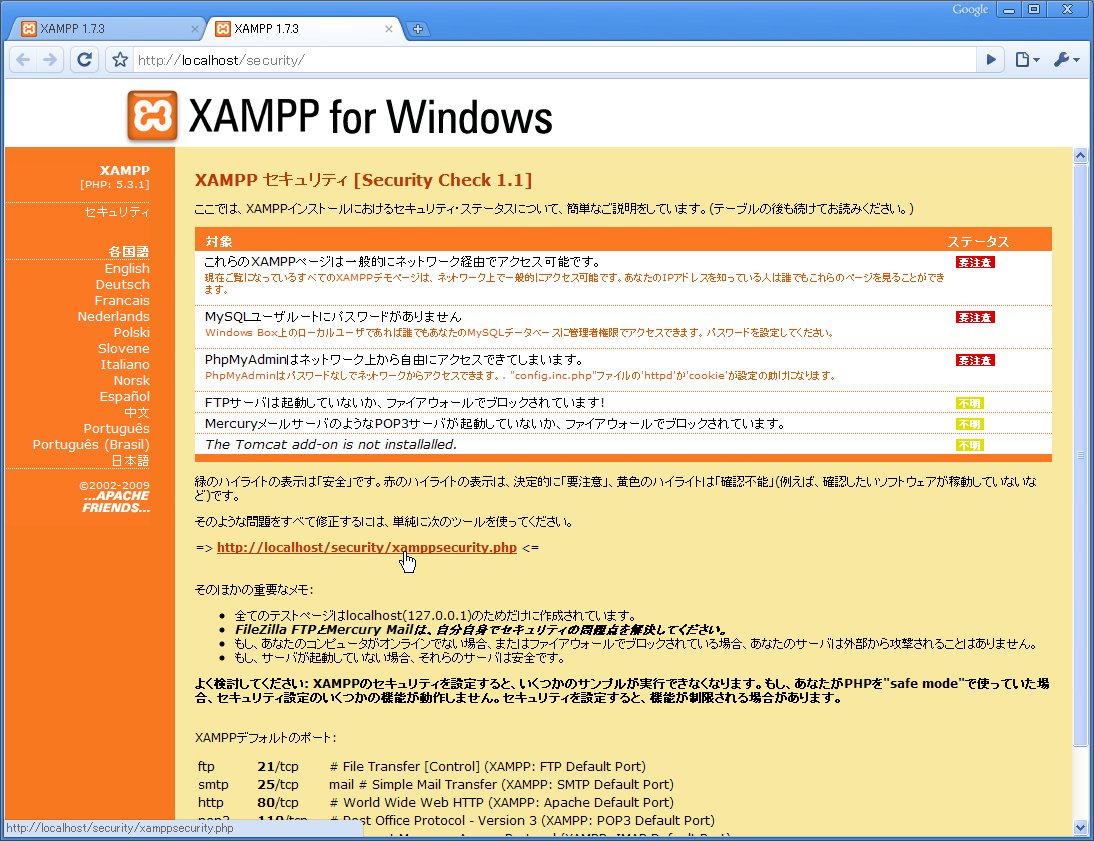 Google
XAMPP 1.7.3
XAMPP 1.7.3
http://localhost/security/
XAMPP for Windows
XAMPP
[PHP: 5.3.1]
セキュリティ
各国語
English
Deutsch
Francais
Nederlands
Polski
Slovene
Italiano
Norsk
Español
中文
Português
Português (Brasil)
日本語
©2002-2009
...APACHE
FRIENDS...
XAMPP セキュリティ [Security Check 1.1]
ここでは、XAMPPインストールにおけるセキュリティ・ステータスについて、簡単なご説明をしています。(テーブルの後も続けてお読みください。)
対象 ステータス
これらのXAMPPページは一般的にネットワーク経由でアクセス可能です。 要注意
現在ご覧になっているすべてのXAMPPデモページは、ネットワーク上で一般的にアクセス可能です。あなたのIPアドレスを知っている人は誰でもこれらのページを見ることができ
ます。
MySQLユーザルートにパスワードがありません 要注意
Windows Box上のローカルユーザであれば誰でもあなたのMySQLデータベースに管理者権限でアクセスできます。パスワードを設定してください。
PhpMyAdminはネットワーク上から自由にアクセスできてしまいます。 要注意
PhpMyAdminはパスワードなしでネットワークからアクセスできます。. "config.inc.php"ファイルの'httpd'か'cookie'が設定の助けになります。
FTPサーバは起動していないか、ファイアウォールでブロックされています! 不明
MercuryメールサーバのようなPOP3サーバが起動していないか、ファイアウォールでブロックされています。 不明
The Tomcat add-on is not installalled. 不明
緑のハイライトの表示は「安全」です。赤のハイライトの表示は、決定的に「要注意」、黄色のハイライトは「確認不能」(例えば、確認したいソフトウェアが稼動していないな
ど)です。
そのような問題をすべて修正するには、単純に次のツールを使ってください。
=> http://localhost/security/xamppsecurity.php <=
そのほかの重要なメモ:
• 全てのテストページはlocalhost(127.0.0.1)のためだけに作成されています。
• FileZilla FTPとMercury Mailは、自分自身でセキュリティの問題点を解決してください。
• もし、あなたのコンピュータがオンラインでない場合、またはファイアウォールでブロックされている場合、あなたのサーバは外部から攻撃されることはありません。
• もし、サーバが起動していない場合、それらのサーバは安全です。
よく検討してください: XAMPPのセキュリティを設定すると、いくつかのサンプルが実行できなくなります。もし、あなたがPHPを"safe mode"で使っていた場
合、セキュリティ設定のいくつかの機能が動作しません。セキュリティを設定すると、機能が制限される場合があります。
XAMPPデフォルトのポート:
ftp 21/tcp # File Transfer [Control] (XAMPP: FTP Default Port)
smtp 25/tcp mail # Simple Mail Transfer (XAMPP: SMTP Default Port)
http 80/tcp # World Wide Web HTTP (XAMPP: Apache Default Port)
pop3 110/tcp # Post Office Protocol - Version 3 (XAMPP: POP3 Default Port)
http://localhost/security/xamppsecurity.php